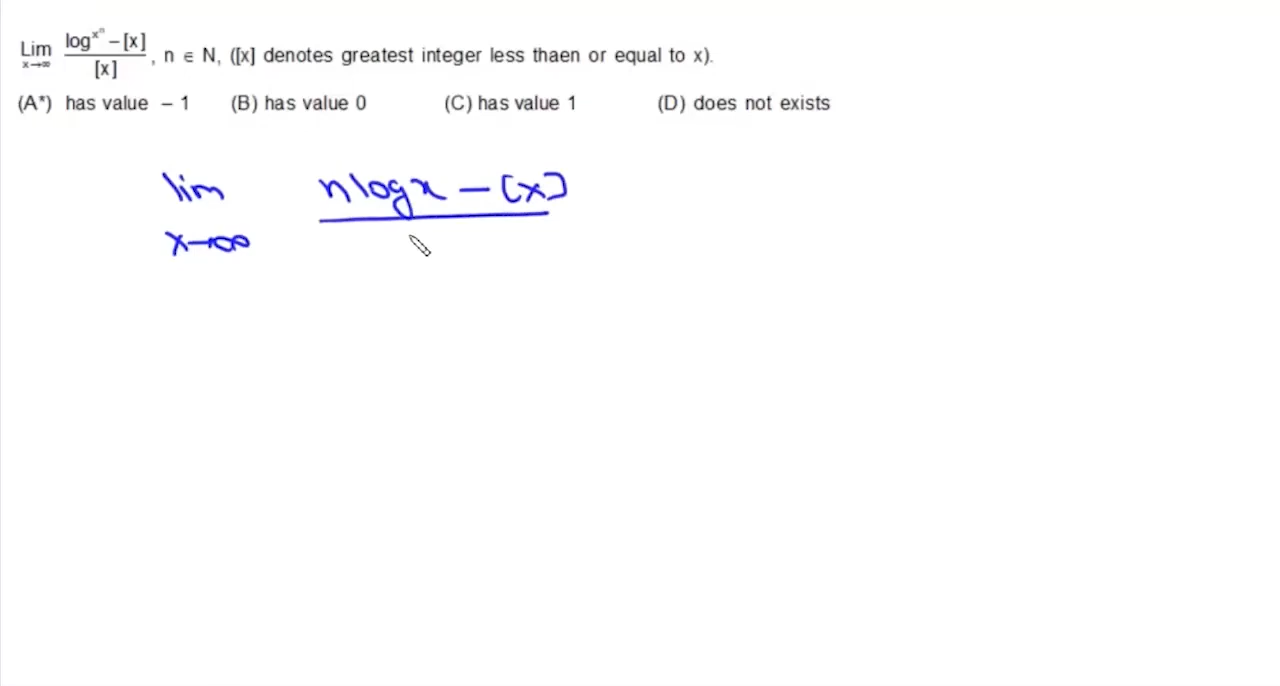 Lim x→∞ (log^{x^n} – [x]) / [x] , n ∈ N, ([x] denotes greatest integer less thaen or equal to x).
(A*) has value – 1 (B) has value 0 (C) has value 1 (D) does not exists
lim n log x – [x]
x→∞